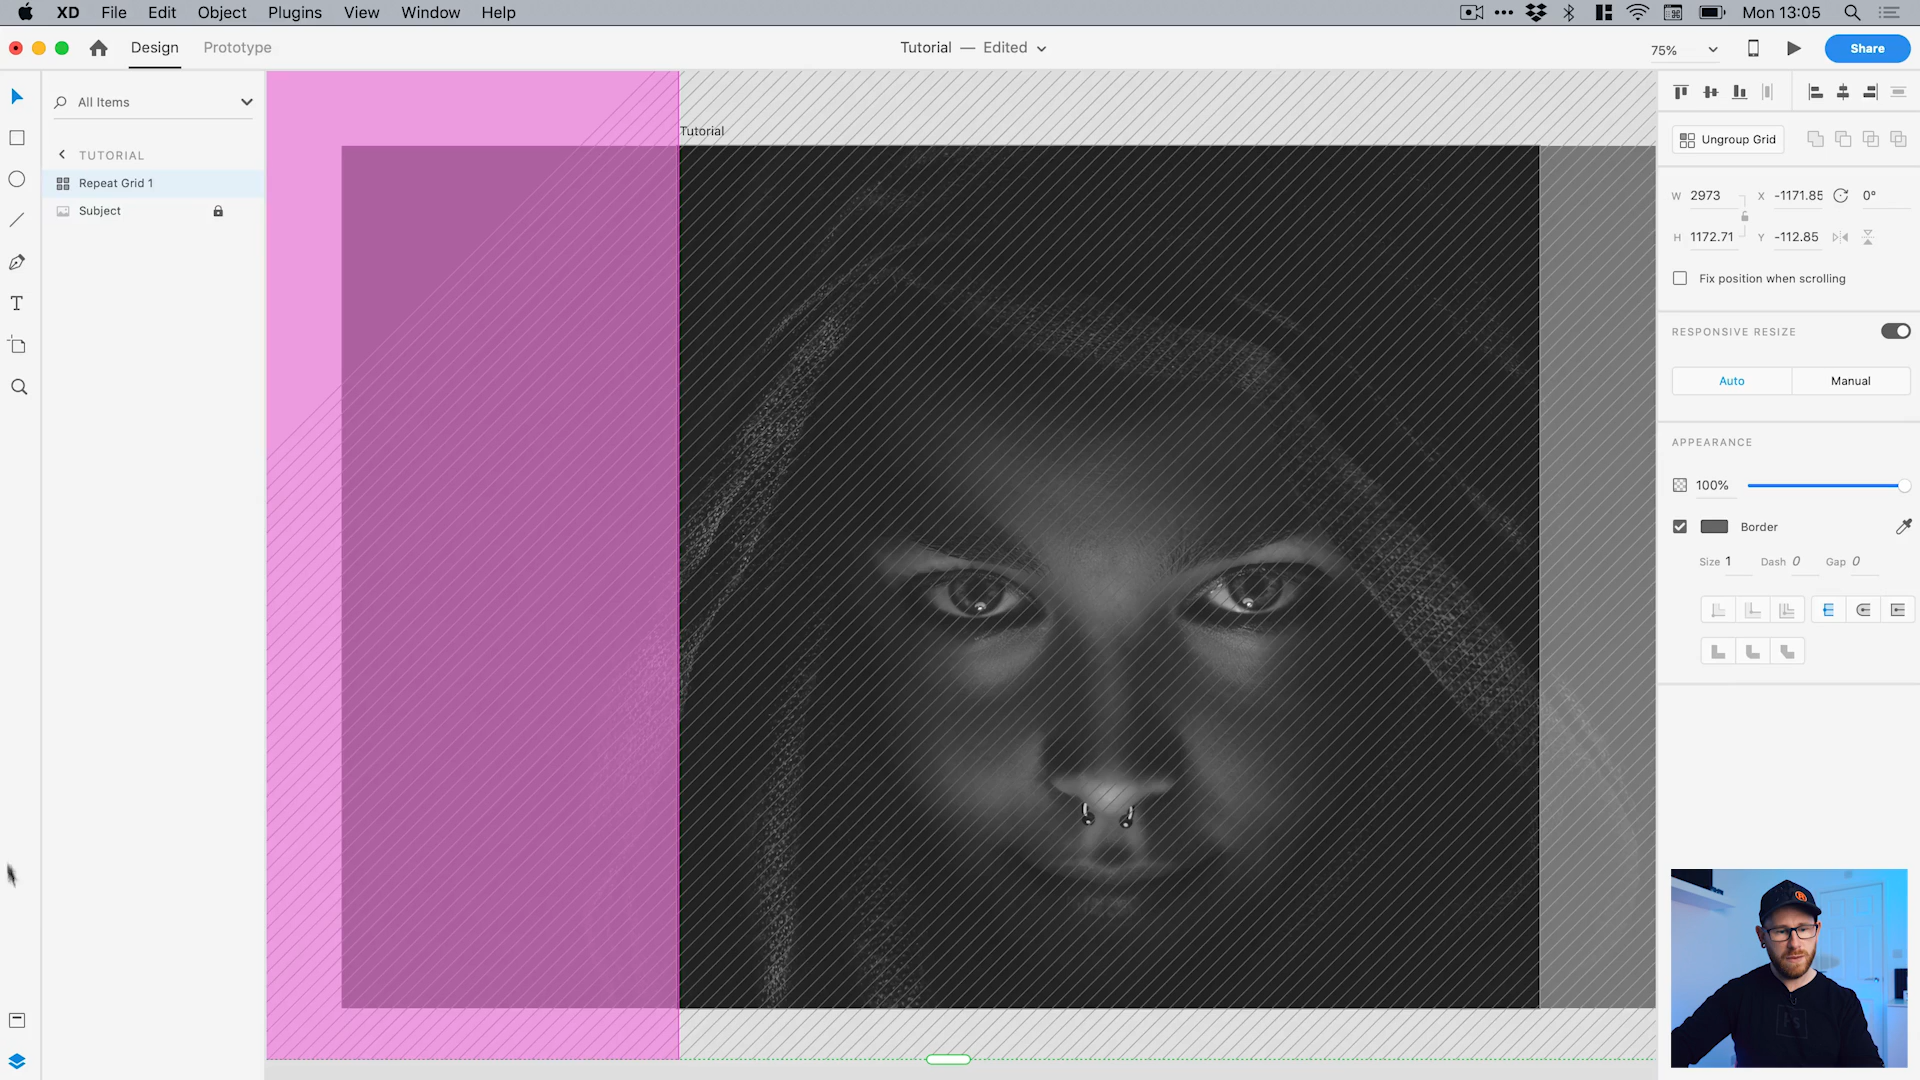 XD File Edit Object Plugins View Window Help
Mon 13:05
Design Prototype
Tutorial — Edited
75%
Share
All Items
TUTORIAL
Repeat Grid 1
Subject
Tutorial
Ungroup Grid
W 2973 X -1171.85 0°
H 1172.71 Y -112.85
Fix position when scrolling
RESPONSIVE RESIZE
Auto Manual
APPEARANCE
100%
Border
Size 1 Dash 0 Gap 0